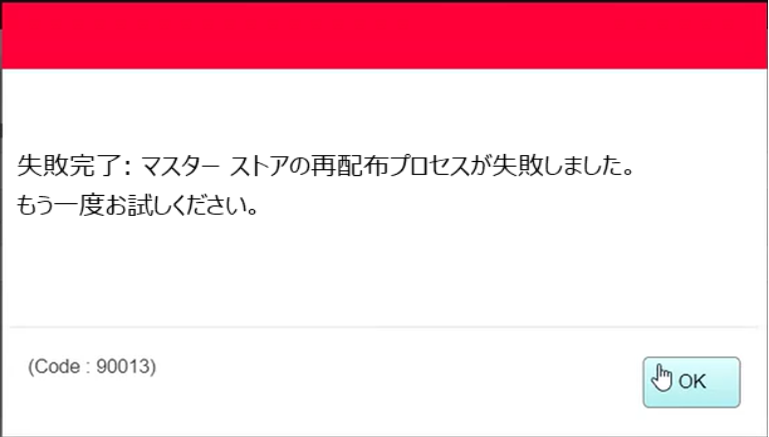 失敗完了: マスター ストアの再配布プロセスが失敗しました。
もう一度お試しください。
(Code : 90013)
OK